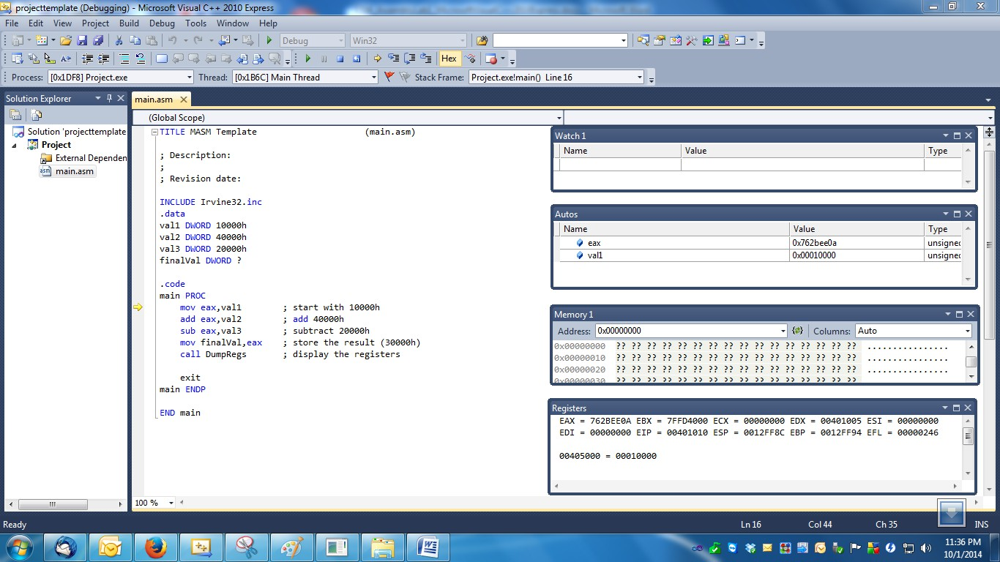 projecttemplate (Debugging) - Microsoft Visual C++ 2010 Express
File Edit View Project Build Debug Tools Window Help
Debug Win32
Hex
Process: [0x1DF8] Project.exe Thread: [0x1B6C] Main Thread Stack Frame: Project.exe!main() Line 16
Solution Explorer
Solution 'projecttemplate
Project
External Dependen
main.asm
main.asm
(Global Scope)
TITLE MASM Template (main.asm)
; Description:
;
; Revision date:
INCLUDE Irvine32.inc
.data
val1 DWORD 10000h
val2 DWORD 40000h
val3 DWORD 20000h
finalVal DWORD ?
.code
main PROC
mov eax,val1 ; start with 10000h
add eax,val2 ; add 40000h
sub eax,val3 ; subtract 20000h
mov finalVal,eax ; store the result (30000h)
call DumpRegs ; display the registers
exit
main ENDP
END main
100 %
Watch 1
Name Value Type
Autos
Name Value Type
eax 0x762bee0a unsigned
val1 0x00010000 unsigned
Memory 1
Address: 0x00000000 Columns: Auto
0x00000000 ?? ?? ?? ?? ?? ?? ?? ?? ?? ?? ?? ?? ?? ?? ?? ?? ................
0x00000010 ?? ?? ?? ?? ?? ?? ?? ?? ?? ?? ?? ?? ?? ?? ?? ?? ................
0x00000020 ?? ?? ?? ?? ?? ?? ?? ?? ?? ?? ?? ?? ?? ?? ?? ?? ................
0x00000030 ?? ?? ?? ?? ?? ?? ?? ?? ?? ?? ?? ?? ?? ?? ?? ?? ................
Registers
EAX = 762BEE0A EBX = 7FFD4000 ECX = 00000000 EDX = 00401005 ESI = 00000000
EDI = 00000000 EIP = 00401010 ESP = 0012FF8C EBP = 0012FF94 EFL = 00000246
00405000 = 00010000
Ready Ln 16 Col 44 Ch 35 INS
11:36 PM
10/1/2014